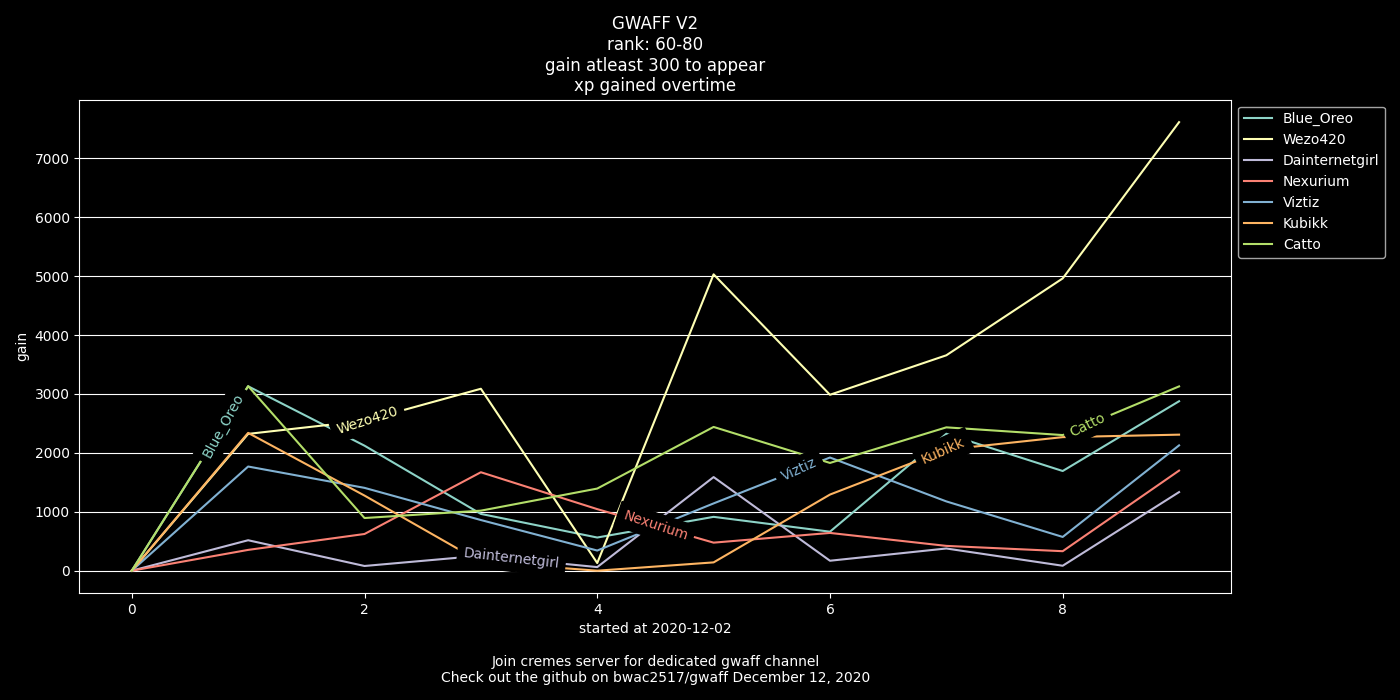 GWAFF V2
rank: 60-80
gain atleast 300 to appear
xp gained overtime
Blue_Oreo
Wezo420
Dainternetgirl
Nexurium
Viztiz
Kubikk
Catto
7000
6000
5000
4000
3000
2000
1000
0
gain
Blue_Oreo
Wezo420
Dainternetgirl
Nexurium
Viztiz
Kubikk
Catto
0 2 4 6 8
started at 2020-12-02
Join cremes server for dedicated gwaff channel
Check out the github on bwac2517/gwaff December 12, 2020